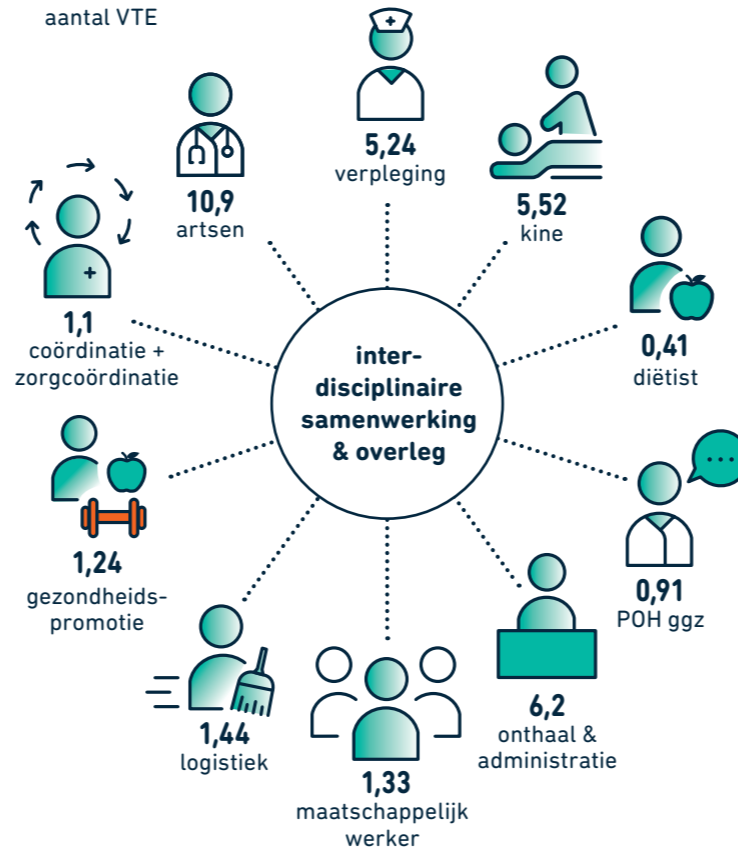 aantal VTE
5,24
verpleging
5,52
kine
0,41
diëtist
0,91
POH ggz
6,2
onthaal &
administratie
1,33
maatschappelijk
werker
1,44
logistiek
1,24
gezondheids-
promotie
1,1
coördinatie +
zorgcoördinatie
10,9
artsen
inter-
disciplinaire
samenwerking
& overleg